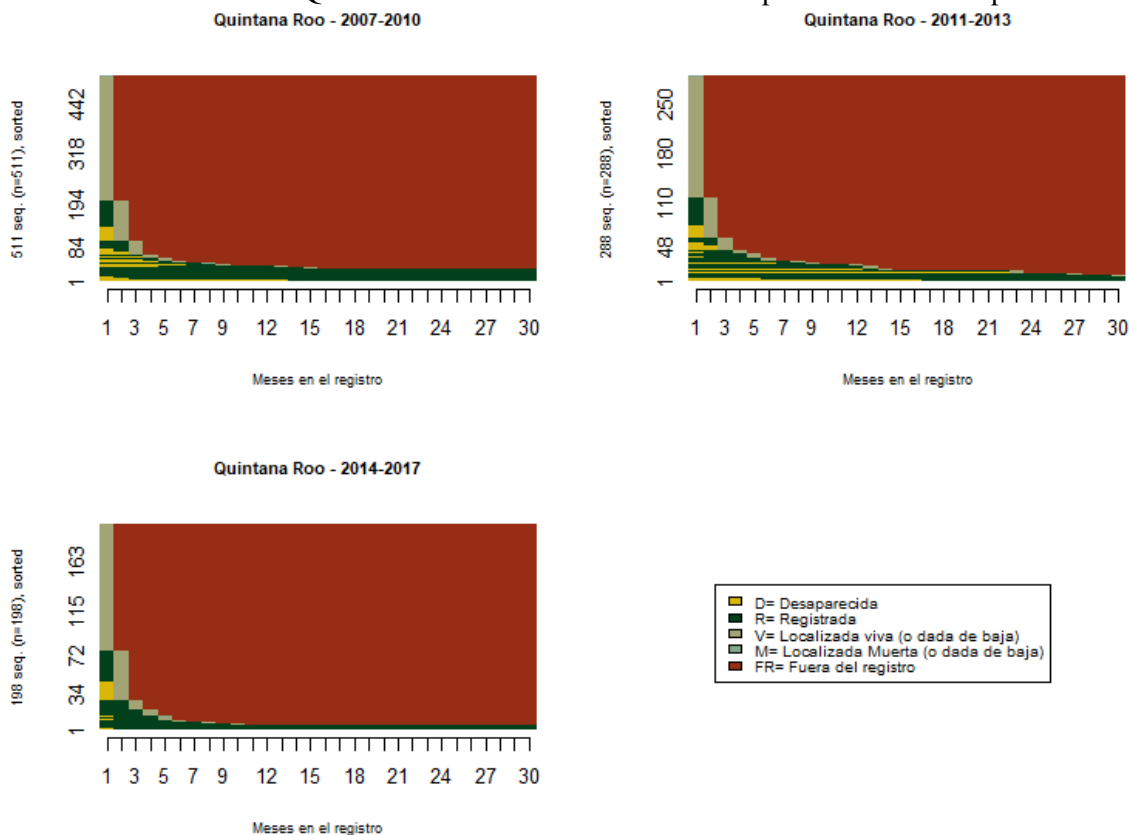 Quintana Roo - 2007-2010
511 seq. (n=511), sorted
442
318
194
84
1
1 3 5 7 9 12 15 18 21 24 27 30
Meses en el registro
Quintana Roo - 2011-2013
288 seq. (n=288), sorted
250
180
110
48
1
1 3 5 7 9 12 15 18 21 24 27 30
Meses en el registro
Quintana Roo - 2014-2017
198 seq. (n=198), sorted
163
115
72
34
1
1 3 5 7 9 12 15 18 21 24 27 30
Meses en el registro
D= Desaparecida
R= Registrada
V= Localizada viva (o dada de baja)
M= Localizada Muerta (o dada de baja)
FR= Fuera del registro